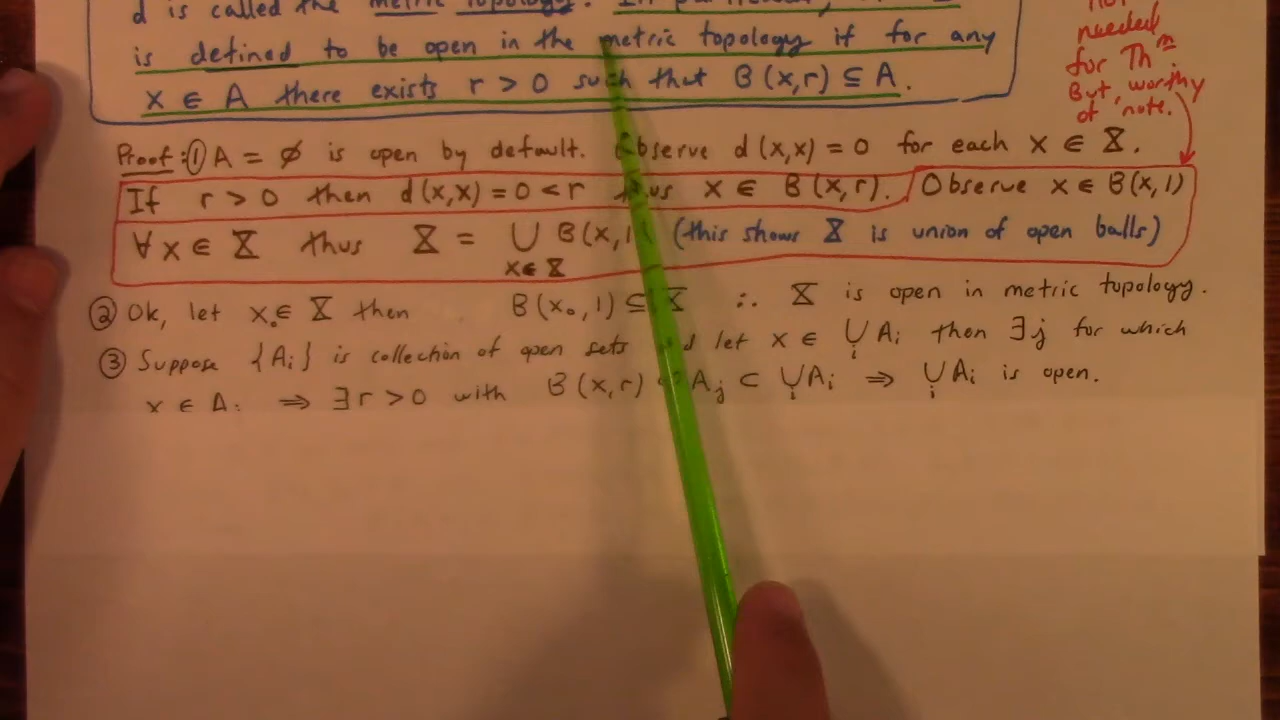 d is called the metric topology.
is defined to be open in the metric topology if for any
x ∈ A there exists r > 0 such that B(x,r) ⊆ A.
needed
for Thᵐ
But, worthy
of note.
Proof: ① A = ∅ is open by default. Observe d(x,x) = 0 for each x ∈ X.
If r > 0 then d(x,x) = 0 < r thus x ∈ B(x,r). Observe x ∈ B(x,1)
∀ x ∈ X thus X = ∪ B(x,1) (this shows X is union of open balls)
x ∈ X
② Ok, let x₀ ∈ X then B(x₀,1) ⊆ X ∴ X is open in metric topology.
③ Suppose {Aᵢ} is collection of open sets and let x ∈ ∪ᵢ Aᵢ then ∃ j for which
x ∈ Aⱼ ⇒ ∃ r > 0 with B(x,r) ⊂ Aⱼ ⊂ ∪ᵢ Aᵢ ⇒ ∪ᵢ Aᵢ is open.